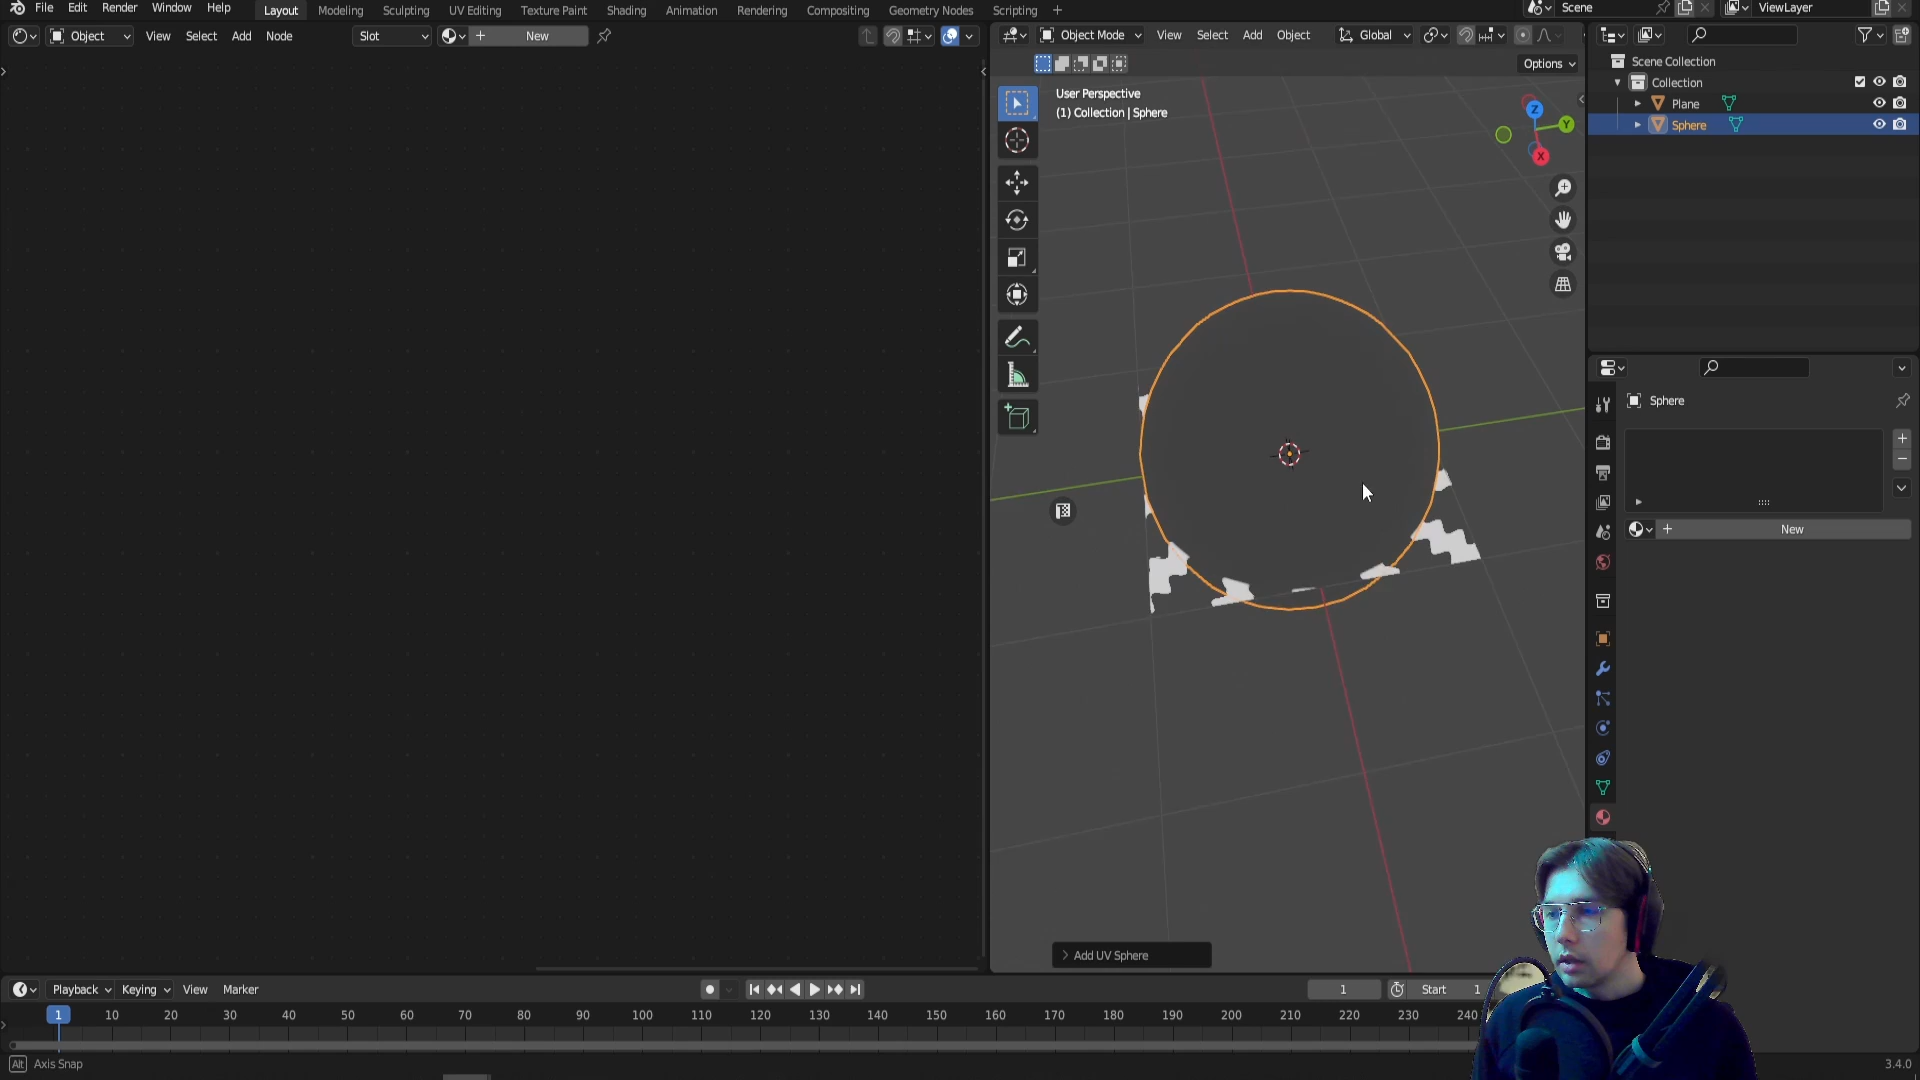 File Edit Render Window Help Layout Modeling Sculpting UV Editing Texture Paint Shading Animation Rendering Compositing Geometry Nodes Scripting + Scene ViewLayer
Object View Select Add Node Slot New
Object Mode View Select Add Object Global
Options
User Perspective
(1) Collection | Sphere
Z
Y
X
Scene Collection
Collection
Plane
Sphere
Sphere
New
Add UV Sphere
Playback Keying View Marker 1 Start 1
1 10 20 30 40 50 60 70 80 90 100 110 120 130 140 150 160 170 180 190 200 210 220 230 240
Alt Axis Snap 3.4.0